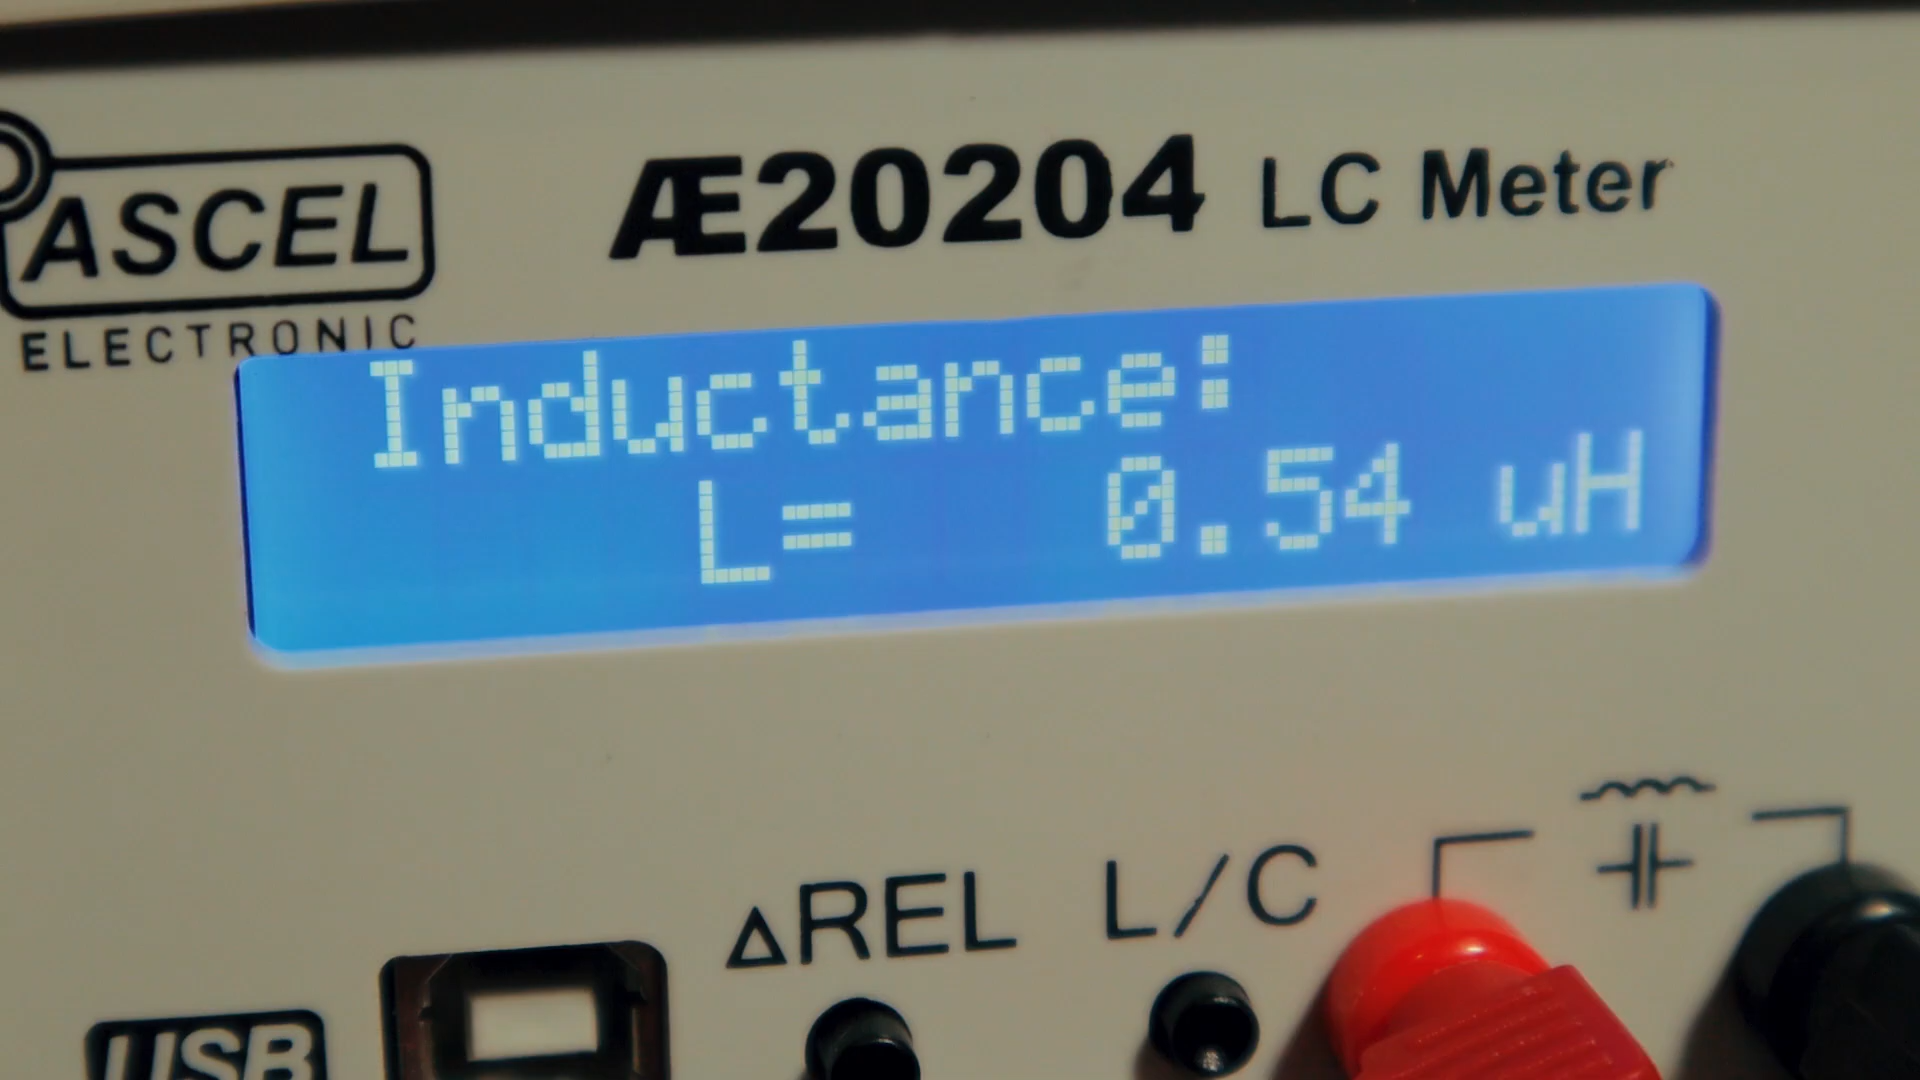 ASCEL
ELECTRONIC
Æ20204 LC Meter
Inductance:
L= 0.54 uH
ΔREL L/C
USB